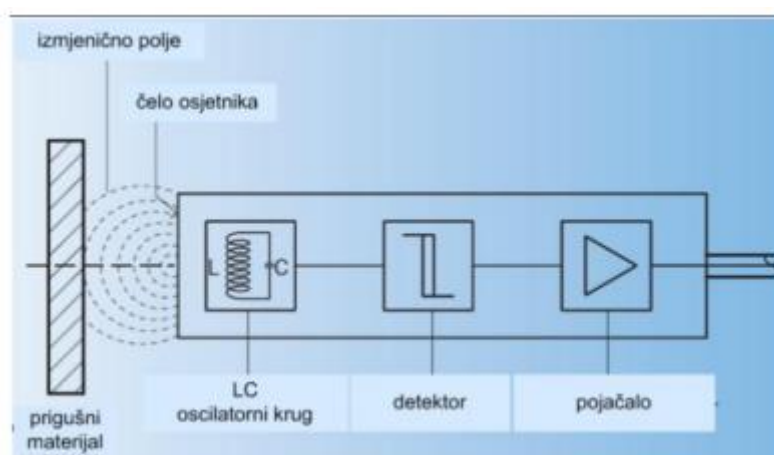 izmjenično polje
čelo osjetnika
L
C
LC
oscilatorni krug
detektor
pojačalo
prigušni
materijal